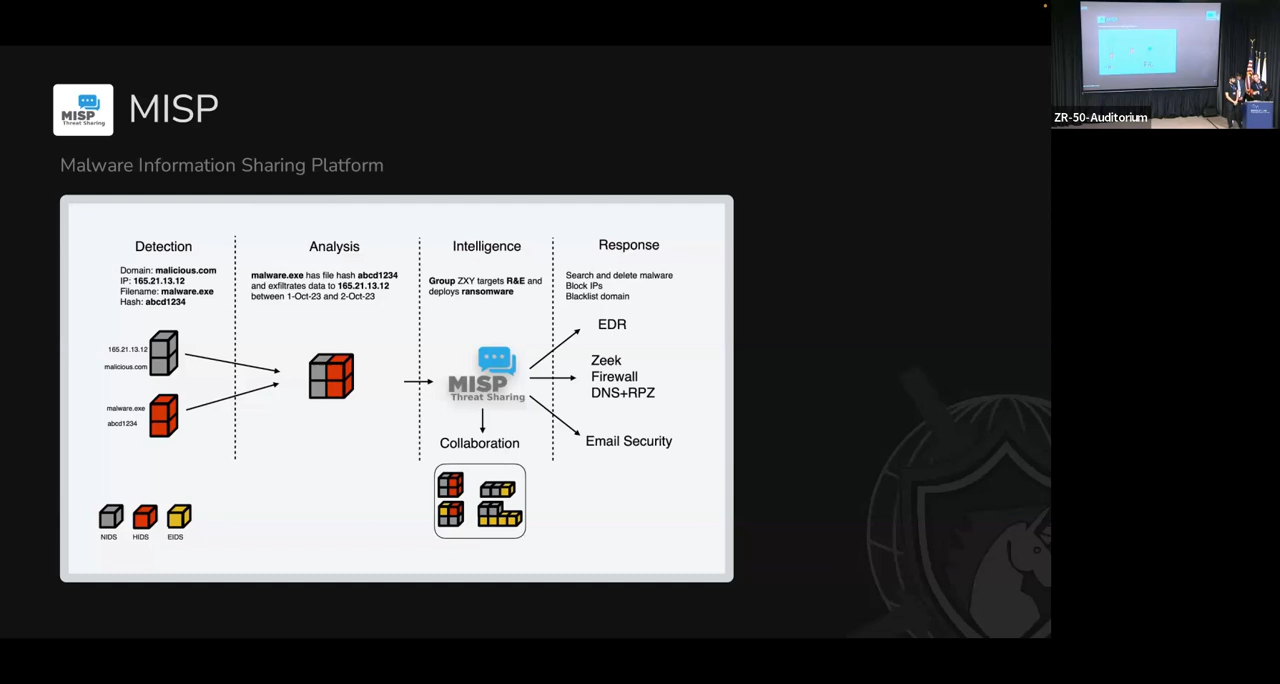 MISP
Threat Sharing
MISP
Malware Information Sharing Platform
Detection
Domain: malicious.com
IP: 165.21.13.12
Filename: malware.exe
Hash: abcd1234
165.21.13.12
malicious.com
malware.exe
abcd1234
NIDS
HIDS
EIDS
Analysis
malware.exe has file hash abcd1234
and exfiltrates data to 165.21.13.12
between 1-Oct-23 and 2-Oct-23
Intelligence
Group ZXY targets R&E and
deploys ransomware
MISP
Threat Sharing
Collaboration
Response
Search and delete malware
Block IPs
Blacklist domain
EDR
Zeek
Firewall
DNS+RPZ
Email Security
ZR-50-Auditorium